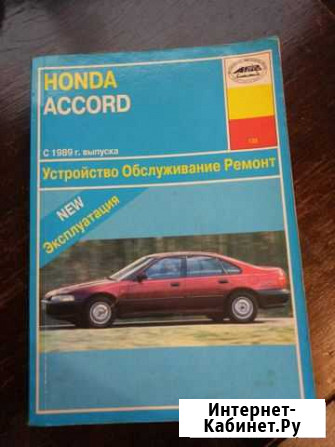 HONDA
ACCORD
С 1989 г. выпуска
Устройство Обслуживание Ремонт
NEW
Эксплуатация
Интернет-
Кабинет.Ру